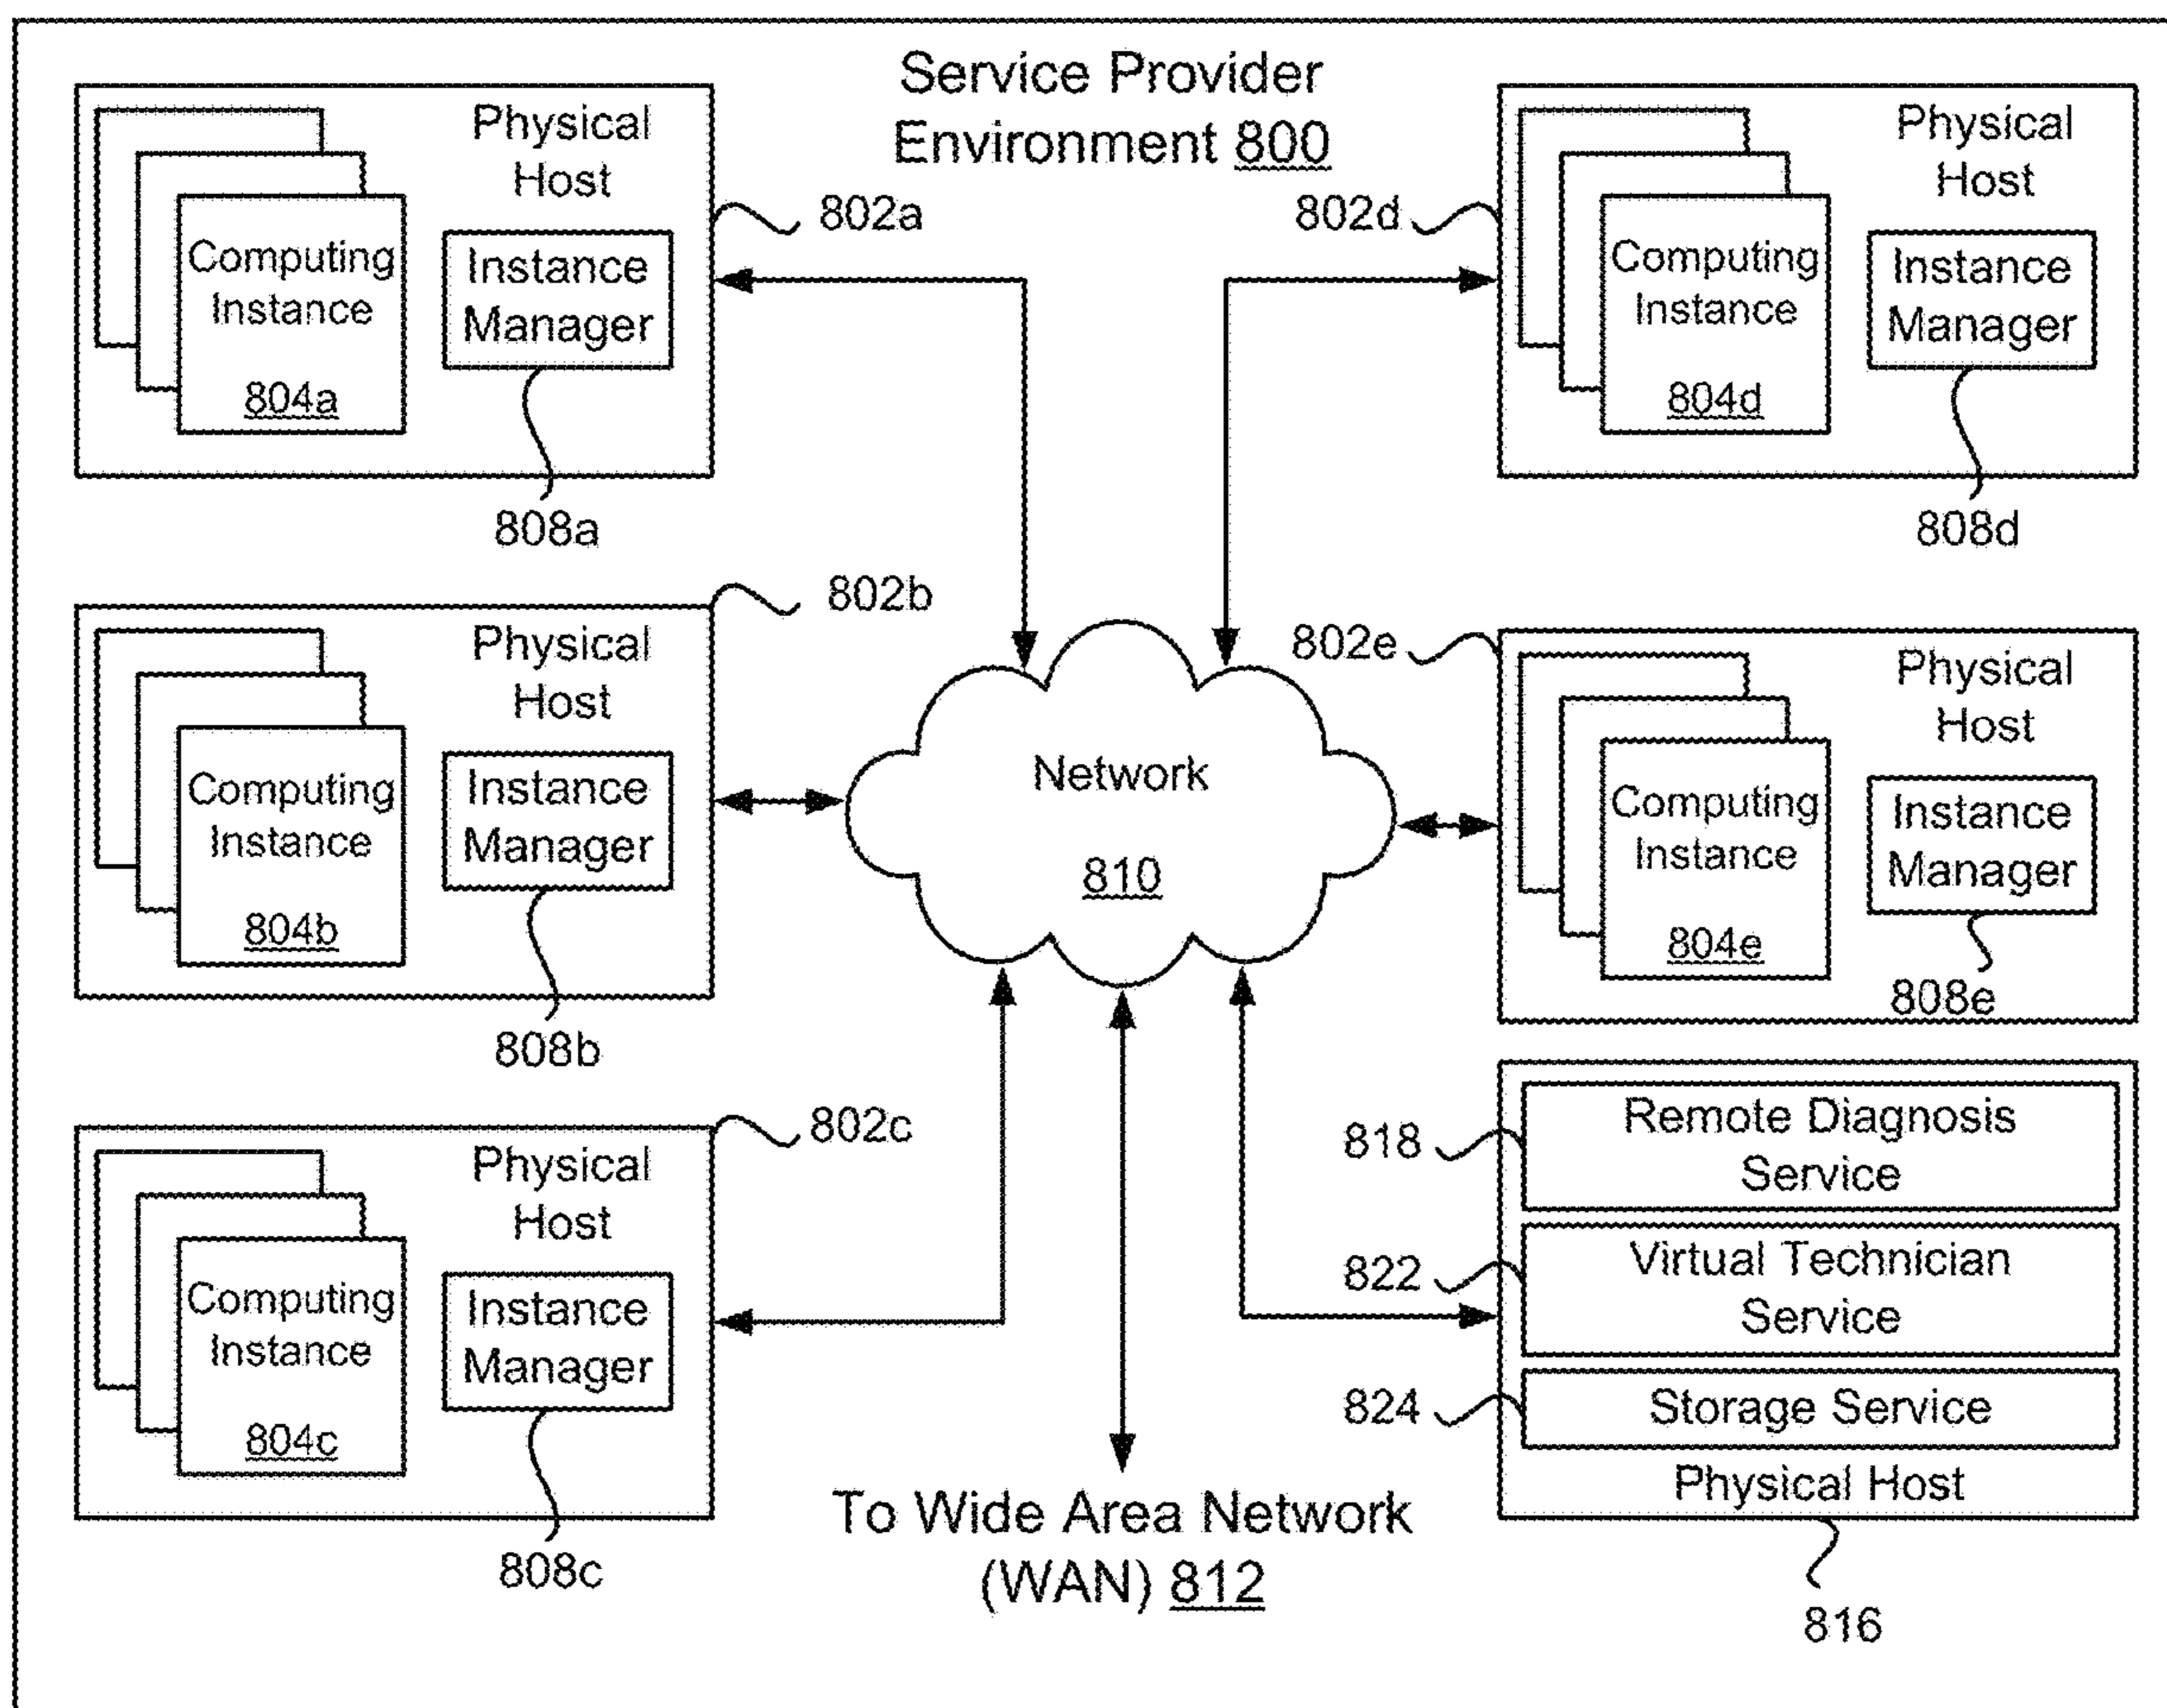 Service Provider
Environment 800
Physical
Host
Computing
Instance
804a
Instance
Manager
802a
808a
Physical
Host
Computing
Instance
804d
Instance
Manager
802d
808d
Physical
Host
Computing
Instance
804b
Instance
Manager
802b
808b
Network
810
Physical
Host
Computing
Instance
804e
Instance
Manager
802e
808e
Physical
Host
Computing
Instance
804c
Instance
Manager
802c
808c
To Wide Area Network
(WAN) 812
818
Remote Diagnosis
Service
822
Virtual Technician
Service
824
Storage Service
Physical Host
816